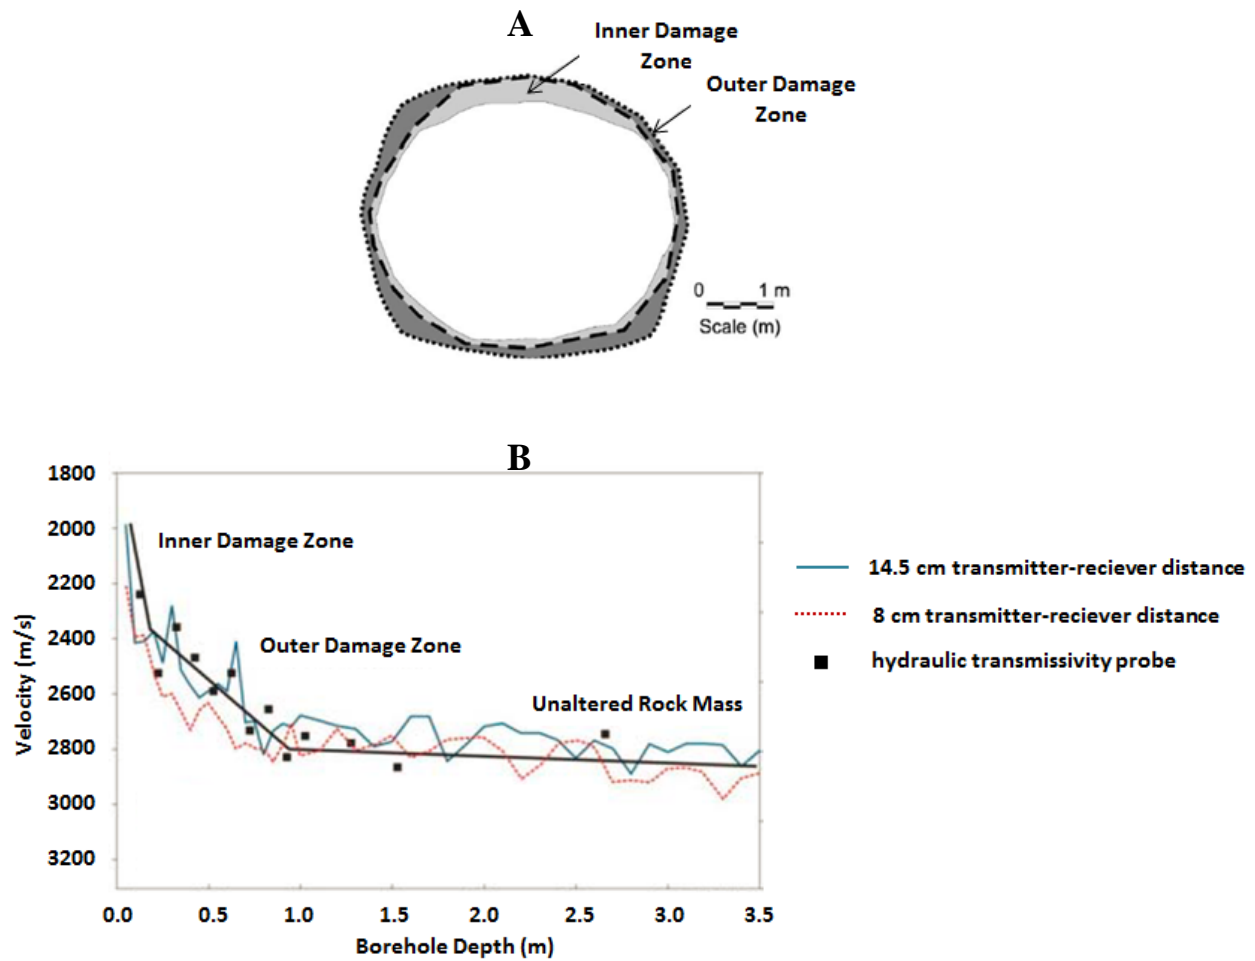 A
Inner Damage
Zone
Outer Damage
Zone
0 1 m
Scale (m)
B
1800
2000
2200
2400
2600
2800
3000
3200
Velocity (m/s)
Inner Damage Zone
Outer Damage Zone
Unaltered Rock Mass
0.0 0.5 1.0 1.5 2.0 2.5 3.0 3.5
Borehole Depth (m)
14.5 cm transmitter-reciever distance
8 cm transmitter-reciever distance
hydraulic transmissivity probe